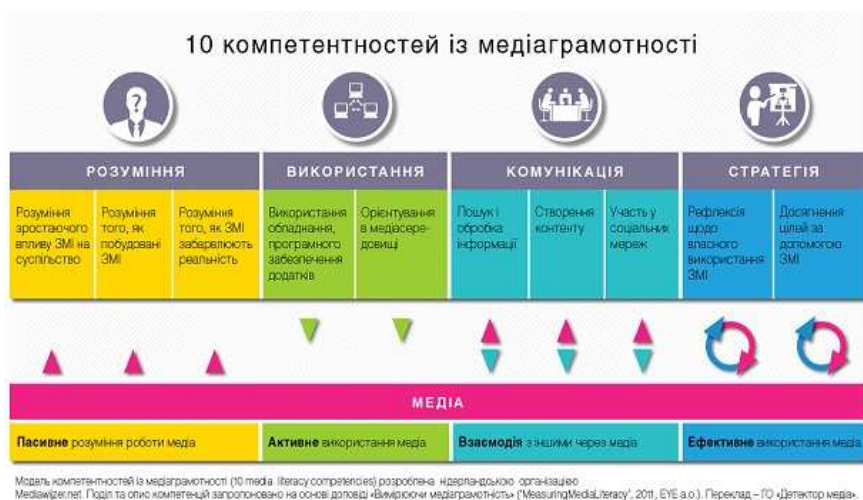 10 компетентностей із медіаграмотності
РОЗУМІННЯ
ВИКОРИСТАННЯ
КОМУНІКАЦІЯ
СТРАТЕГІЯ
Розуміння
зростаючого
впливу ЗМІ на
суспільство
Розуміння
того, як
побудовані
ЗМІ
Розуміння
того, як ЗМІ
забарвлюють
реальність
Використання
обладнання,
програмного
забезпечення
додатків
Орієнтування
в медіасере-
довищі
Пошук і
обробка
інформації
Створення
контенту
Участь у
соціальних
мереж
Рефлексія
щодо
власного
використання
ЗМІ
Досягнення
цілей за
допомогою
ЗМІ
МЕДІА
Пасивне розуміння роботи медіа
Активне використання медіа
Взаємодія з іншими через медіа
Ефективне використання медіа
Модель компетентностей із медіаграмотності (10 media literacy competencies) розроблена нідерландською організацією
Mediawijzer.net. Поділ та опис компетенцій запропоновано на основі доповіді «Вимірюючи медіаграмотність» ('MeasuringMediaLiteracy', 2011, EYE a.o.). Переклад – ГО «Детектор медіа».